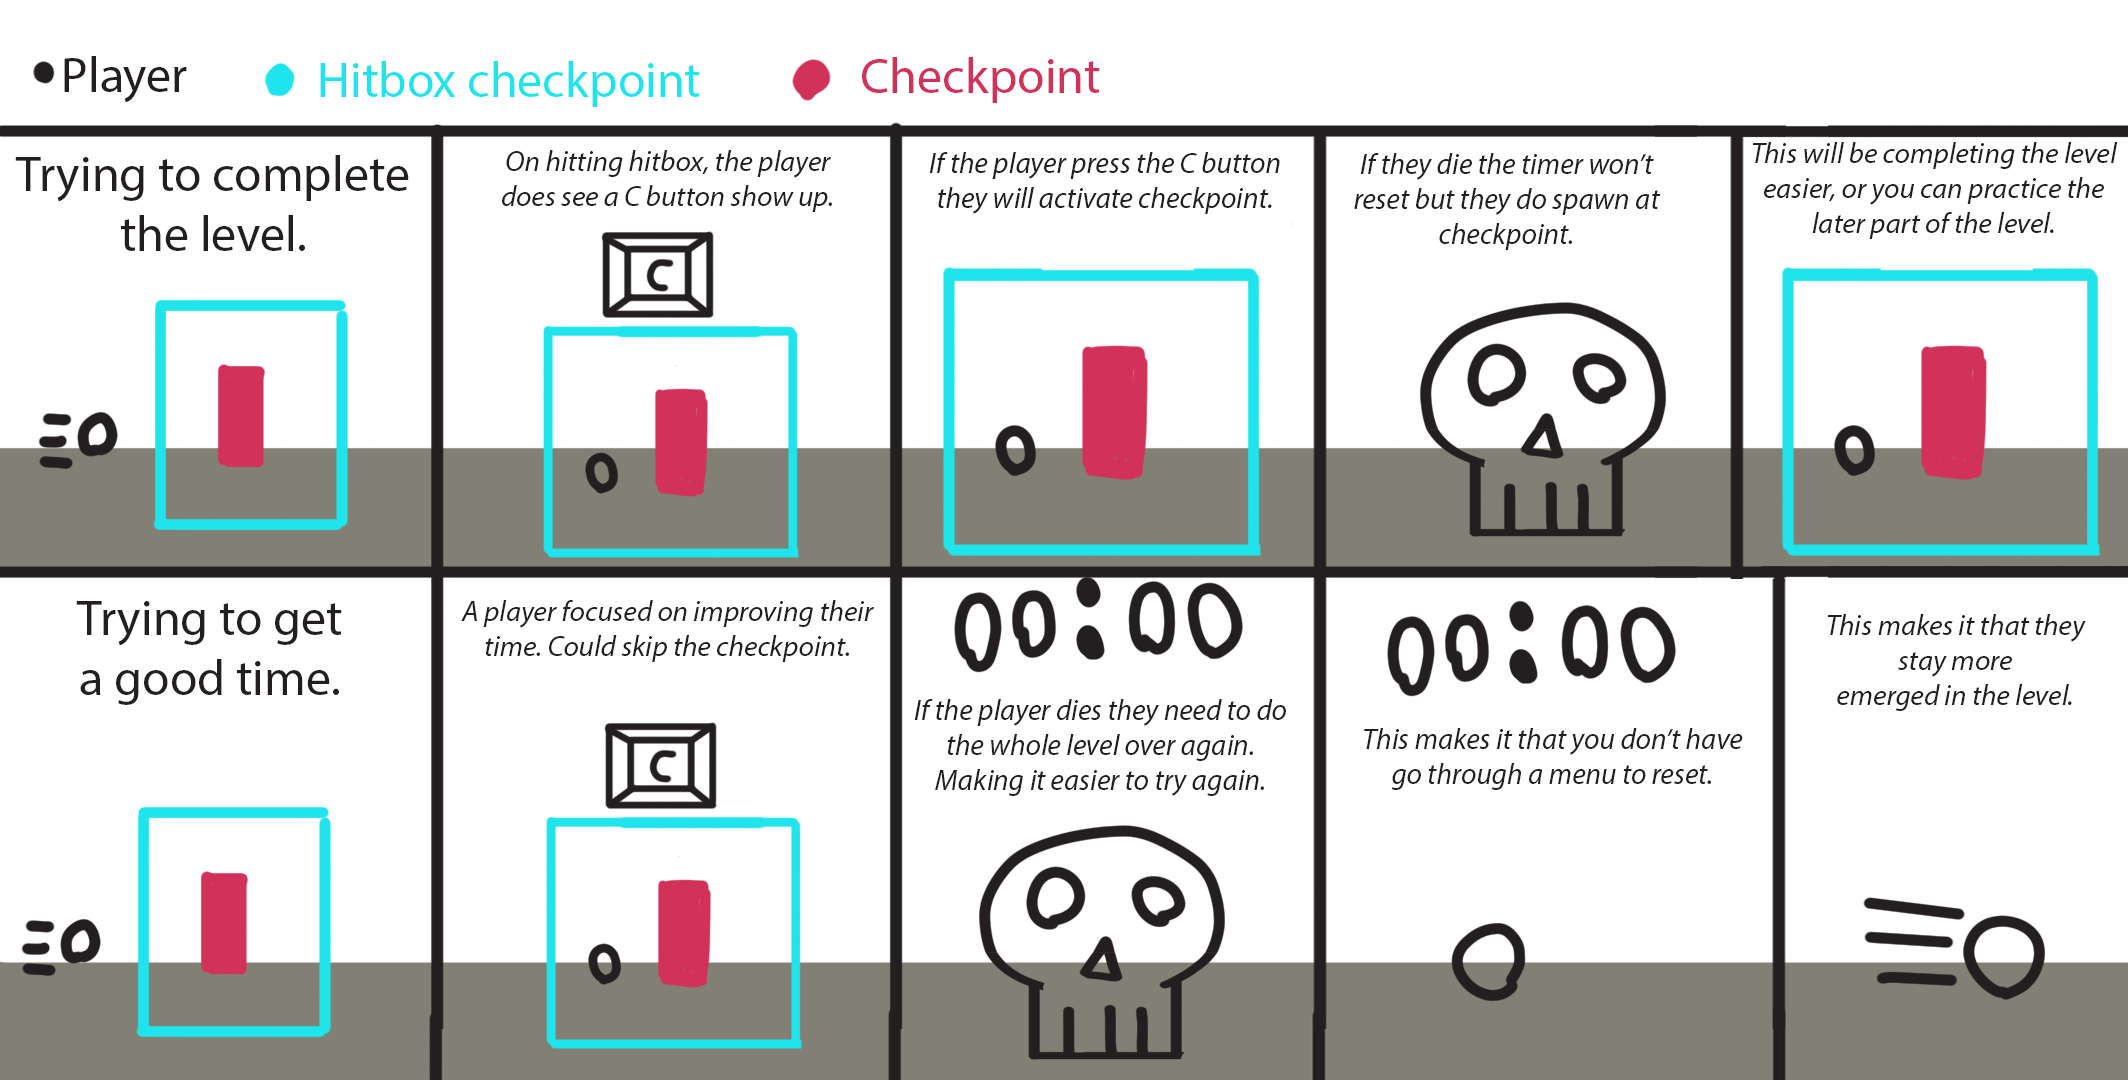 Player
Hitbox checkpoint
Checkpoint
Trying to complete
the level.
On hitting hitbox, the player
does see a C button show up.
C
If the player press the C button
they will activate checkpoint.
If they die the timer won't
reset but they do spawn at
checkpoint.
This will be completing the level
easier, or you can practice the
later part of the level.
Trying to get
a good time.
A player focused on improving their
time. Could skip the checkpoint.
C
00:00
If the player dies they need to do
the whole level over again.
Making it easier to try again.
00:00
This makes it that you don't have
go through a menu to reset.
This makes it that they
stay more
emerged in the level.